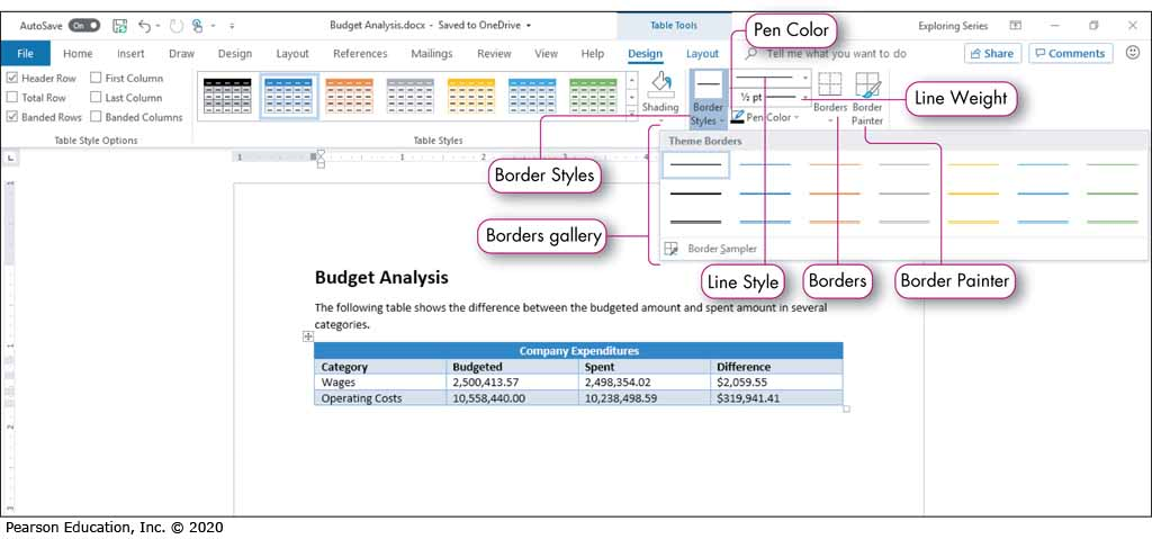 AutoSave On Budget Analysis.docx - Saved to OneDrive Table Tools Exploring Series
File Home Insert Draw Design Layout References Mailings Review View Help Design Layout Tell me what you want to do Share Comments
Pen Color
Header Row First Column
Total Row Last Column
Banded Rows Banded Columns
Table Style Options
Table Styles
Shading
Border Styles
½ pt
Pen Color
Borders
Border Painter
Line Weight
Theme Borders
1 1 2 3 4
Border Styles
Borders gallery
Border Sampler
Line Style
Borders
Border Painter
Budget Analysis
The following table shows the difference between the budgeted amount and spent amount in several
categories.
Company Expenditures
Category Budgeted Spent Difference
Wages 2,500,413.57 2,498,354.02 $2,059.55
Operating Costs 10,558,440.00 10,238,498.59 $319,941.41
Pearson Education, Inc. © 2020